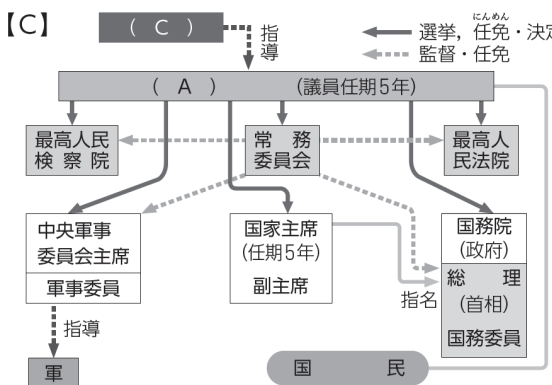 【C】
( C )
指導
にんめん
選挙，任免・決定
監督・任免
( A ) (議員任期5年)
最高人民
検察院
常務
委員会
最高人
民法院
中央軍事
委員会主席
軍事委員
国家主席
(任期5年)
副主席
国務院
(政府)
総理
(首相)
国務委員
指名
指導
軍
国民